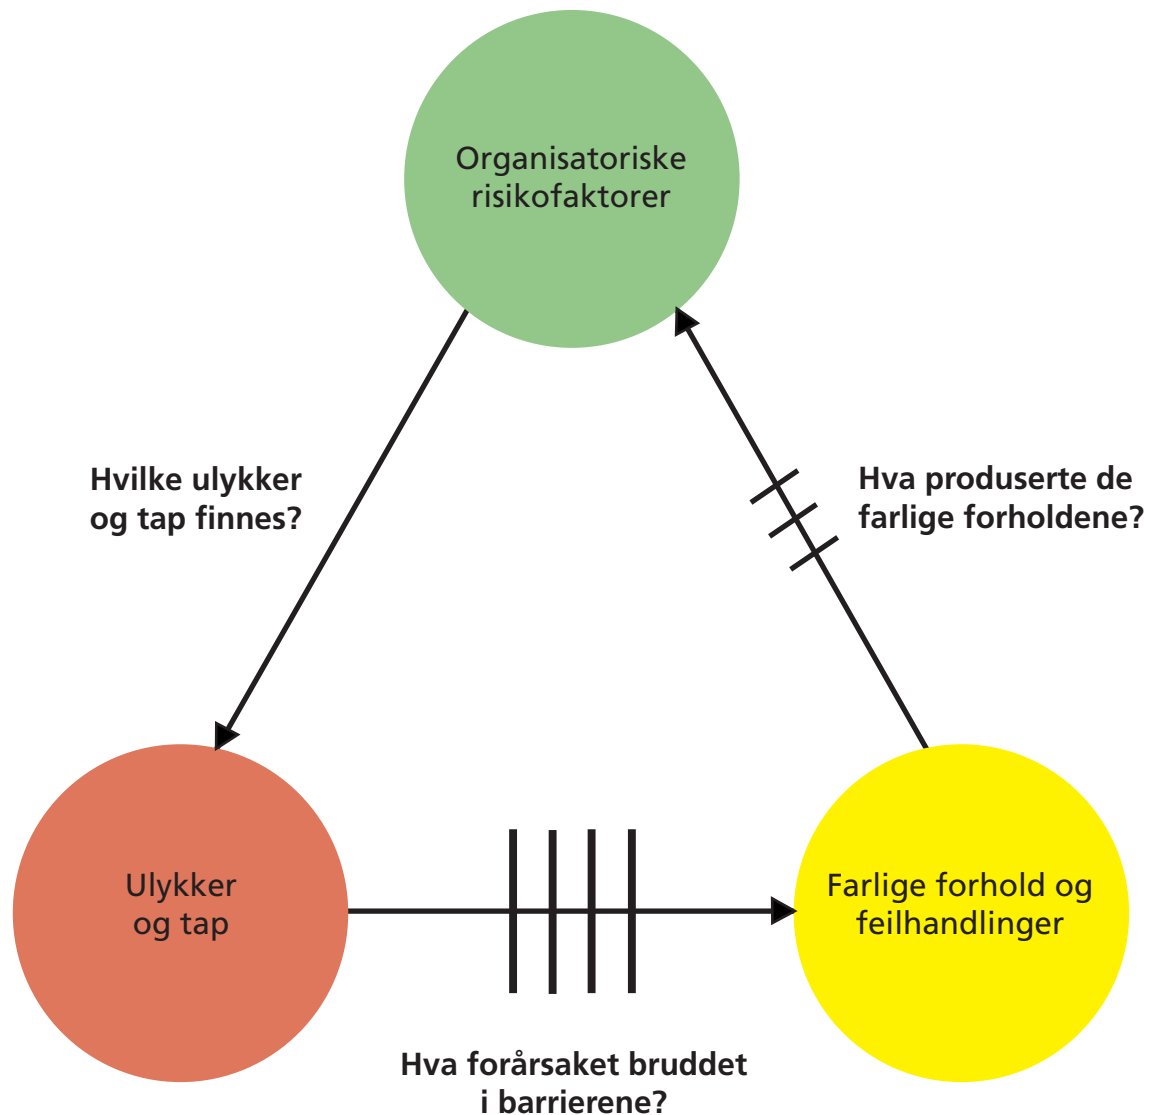 Organisatoriske
risikofaktorer
Hvilke ulykker
og tap finnes?
Hva produserte de
farlige forholdene?
Ulykker
og tap
Farlige forhold og
feilhandlinger
Hva forårsaket bruddet
i barrierene?